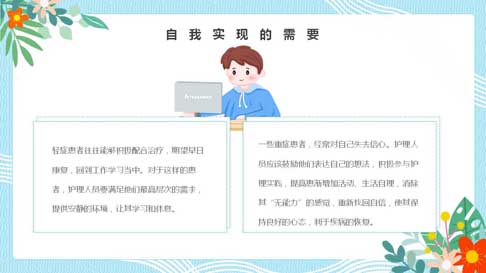 自我实现的需要
轻症患者往往能够积极配合治疗，期望早日
康复，回到工作学习当中。对于这样的患
者，护理人员要满足他们最高层次的需求，
提供安静的环境，让其学习和休息。
一些重症患者，经常对自己失去信心。护理人
员应该鼓励他们表达自己的想法，积极参与护
理实践，提高患渐增加活动、生活自理，消除
其“无能力”的感觉，重新找回自信，使其保
持良好的心态，利于疾病的恢复。